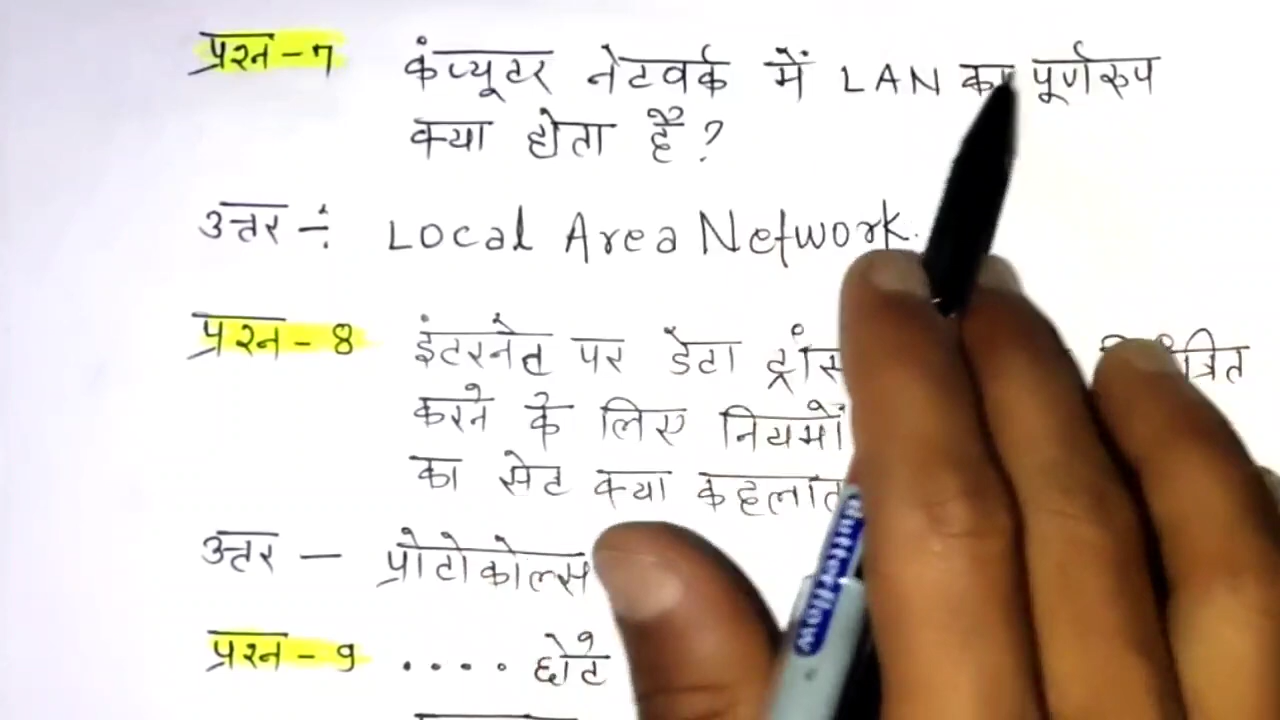 प्रश्न-7 कंप्यूटर नेटवर्क में LAN का पूर्णरुप
क्या होता है?
उत्तर ÷ Local Area Network.
प्रश्न-8 इंटरनेट पर डेटा
करने के लिए नियमों
का सेट क्या
उत्तर — प्रोटोकोल्स
प्रश्न-9 .... छोटे
Butterflow